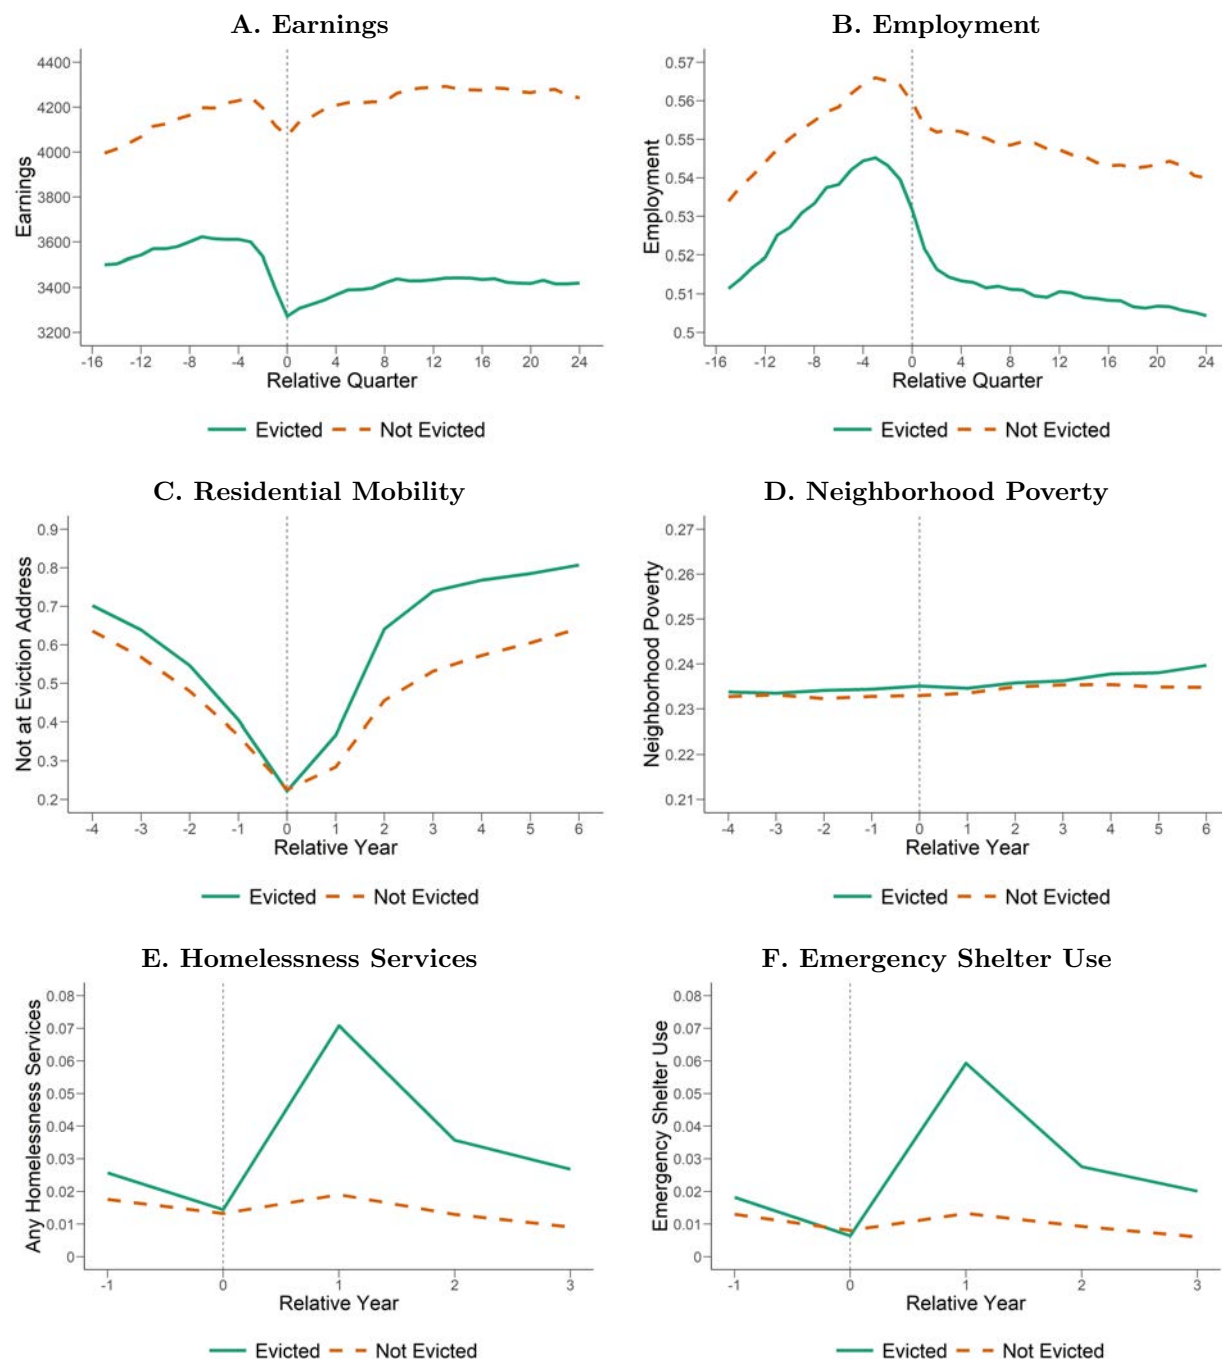 A. Earnings
4400
4200
4000
3800
3600
3400
3200
Earnings
-16 -12 -8 -4 0 4 8 12 16 20 24
Relative Quarter
Evicted Not Evicted
B. Employment
0.57
0.56
0.55
0.54
0.53
0.52
0.51
0.5
Employment
-16 -12 -8 -4 0 4 8 12 16 20 24
Relative Quarter
Evicted Not Evicted
C. Residential Mobility
0.9
0.8
0.7
0.6
0.5
0.4
0.3
0.2
Not at Eviction Address
-4 -3 -2 -1 0 1 2 3 4 5 6
Relative Year
Evicted Not Evicted
D. Neighborhood Poverty
0.27
0.26
0.25
0.24
0.23
0.22
0.21
Neighborhood Poverty
-4 -3 -2 -1 0 1 2 3 4 5 6
Relative Year
Evicted Not Evicted
E. Homelessness Services
0.08
0.07
0.06
0.05
0.04
0.03
0.02
0.01
0
Any Homelessness Services
-1 0 1 2 3
Relative Year
Evicted Not Evicted
F. Emergency Shelter Use
0.08
0.07
0.06
0.05
0.04
0.03
0.02
0.01
0
Emergency Shelter Use
-1 0 1 2 3
Relative Year
Evicted Not Evicted